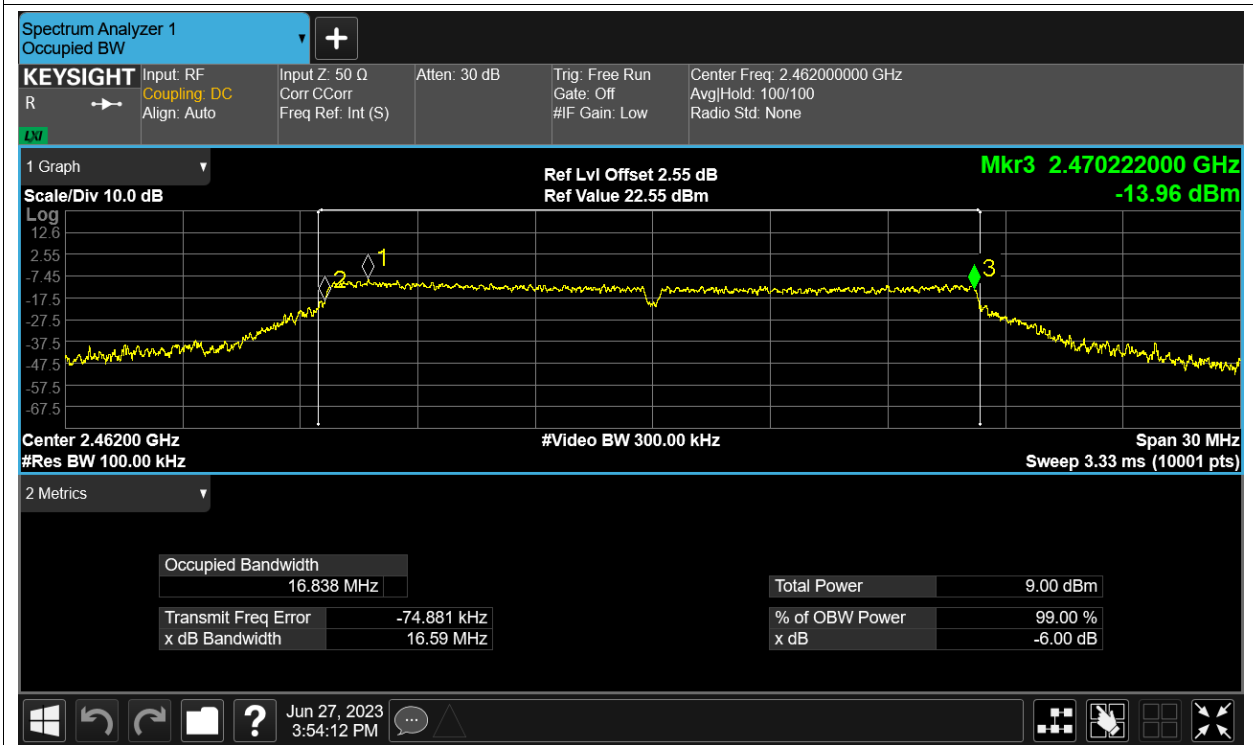 Spectrum Analyzer 1
Occupied BW
KEYSIGHT
R
LXI
Input: RF
Coupling: DC
Align: Auto
Input Z: 50 Ω
Corr CCorr
Freq Ref: Int (S)
Atten: 30 dB
Trig: Free Run
Gate: Off
#IF Gain: Low
Center Freq: 2.462000000 GHz
Avg|Hold: 100/100
Radio Std: None
1 Graph
Scale/Div 10.0 dB
Ref Lvl Offset 2.55 dB
Ref Value 22.55 dBm
Mkr3 2.470222000 GHz
-13.96 dBm
Log
12.6
2.55
-7.45
-17.5
-27.5
-37.5
-47.5
-57.5
-67.5
1
2
3
Center 2.46200 GHz
#Res BW 100.00 kHz
#Video BW 300.00 kHz
Span 30 MHz
Sweep 3.33 ms (10001 pts)
2 Metrics
Occupied Bandwidth
16.838 MHz
Transmit Freq Error -74.881 kHz
x dB Bandwidth 16.59 MHz
Total Power 9.00 dBm
% of OBW Power 99.00 %
x dB -6.00 dB
Jun 27, 2023
3:54:12 PM